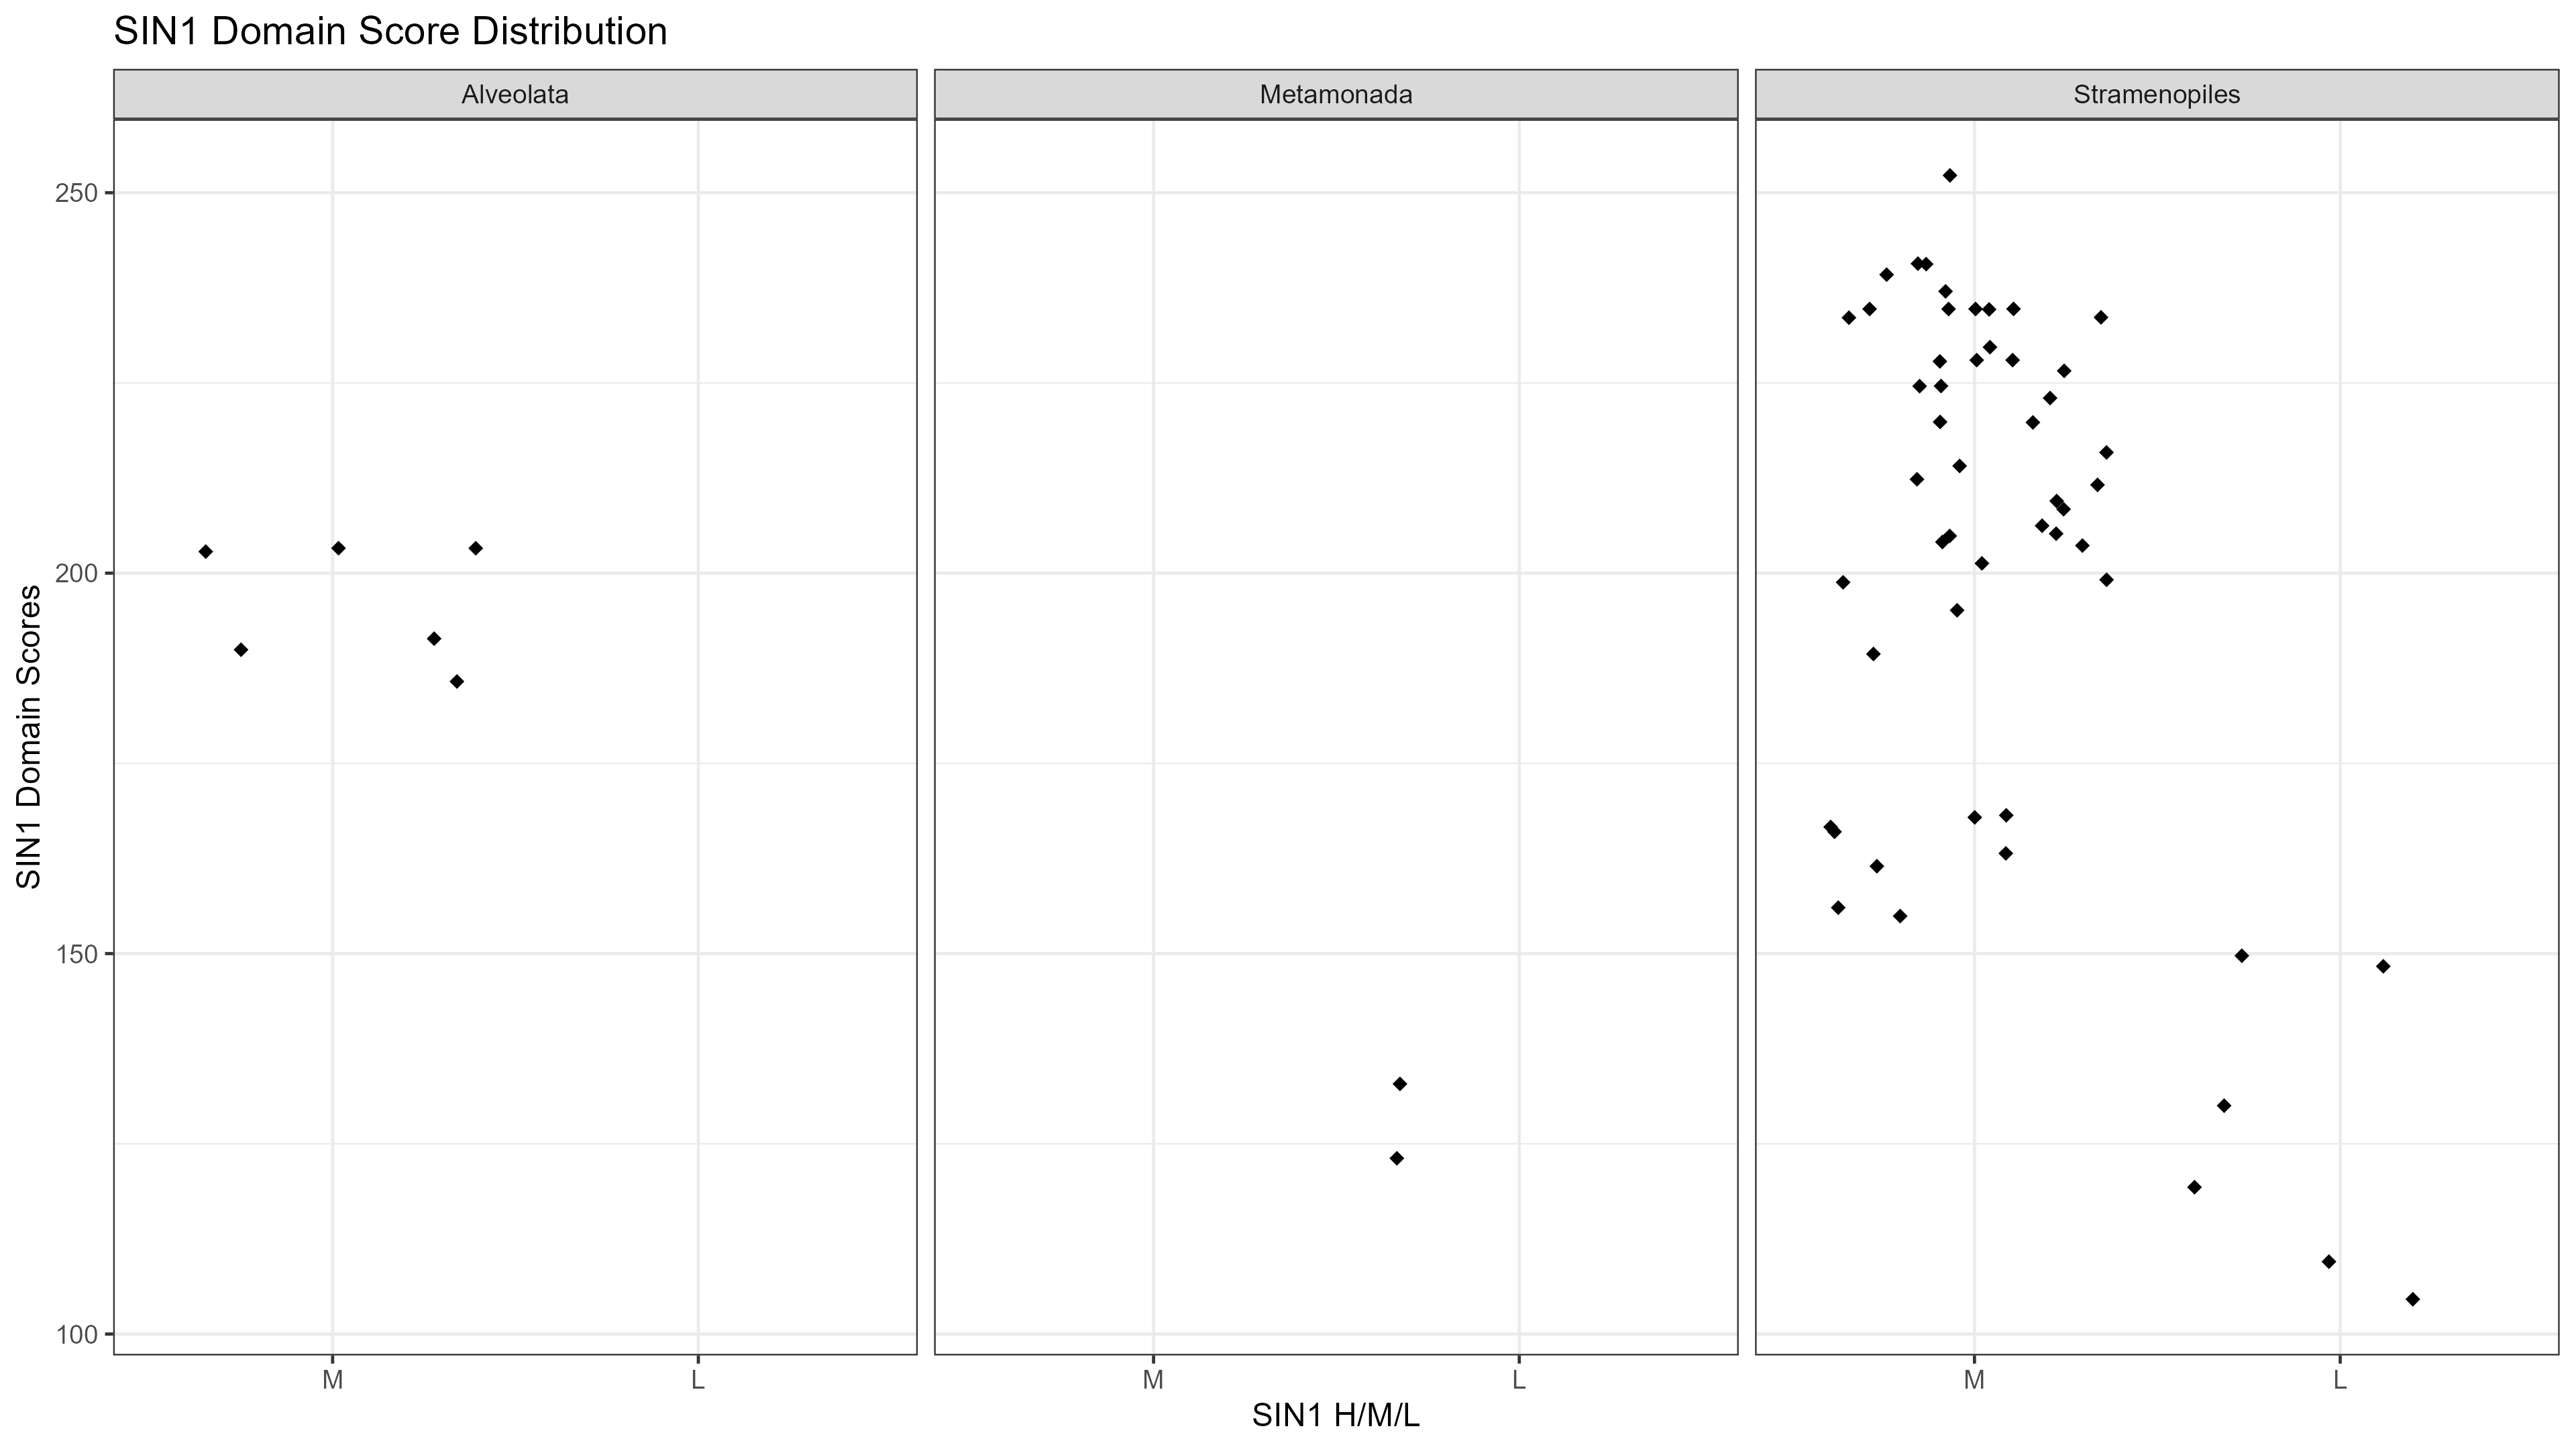 SIN1 Domain Score Distribution
Alveolata
Metamonada
Stramenopiles
250
200
150
100
SIN1 Domain Scores
M
L
M
L
M
L
SIN1 H/M/L